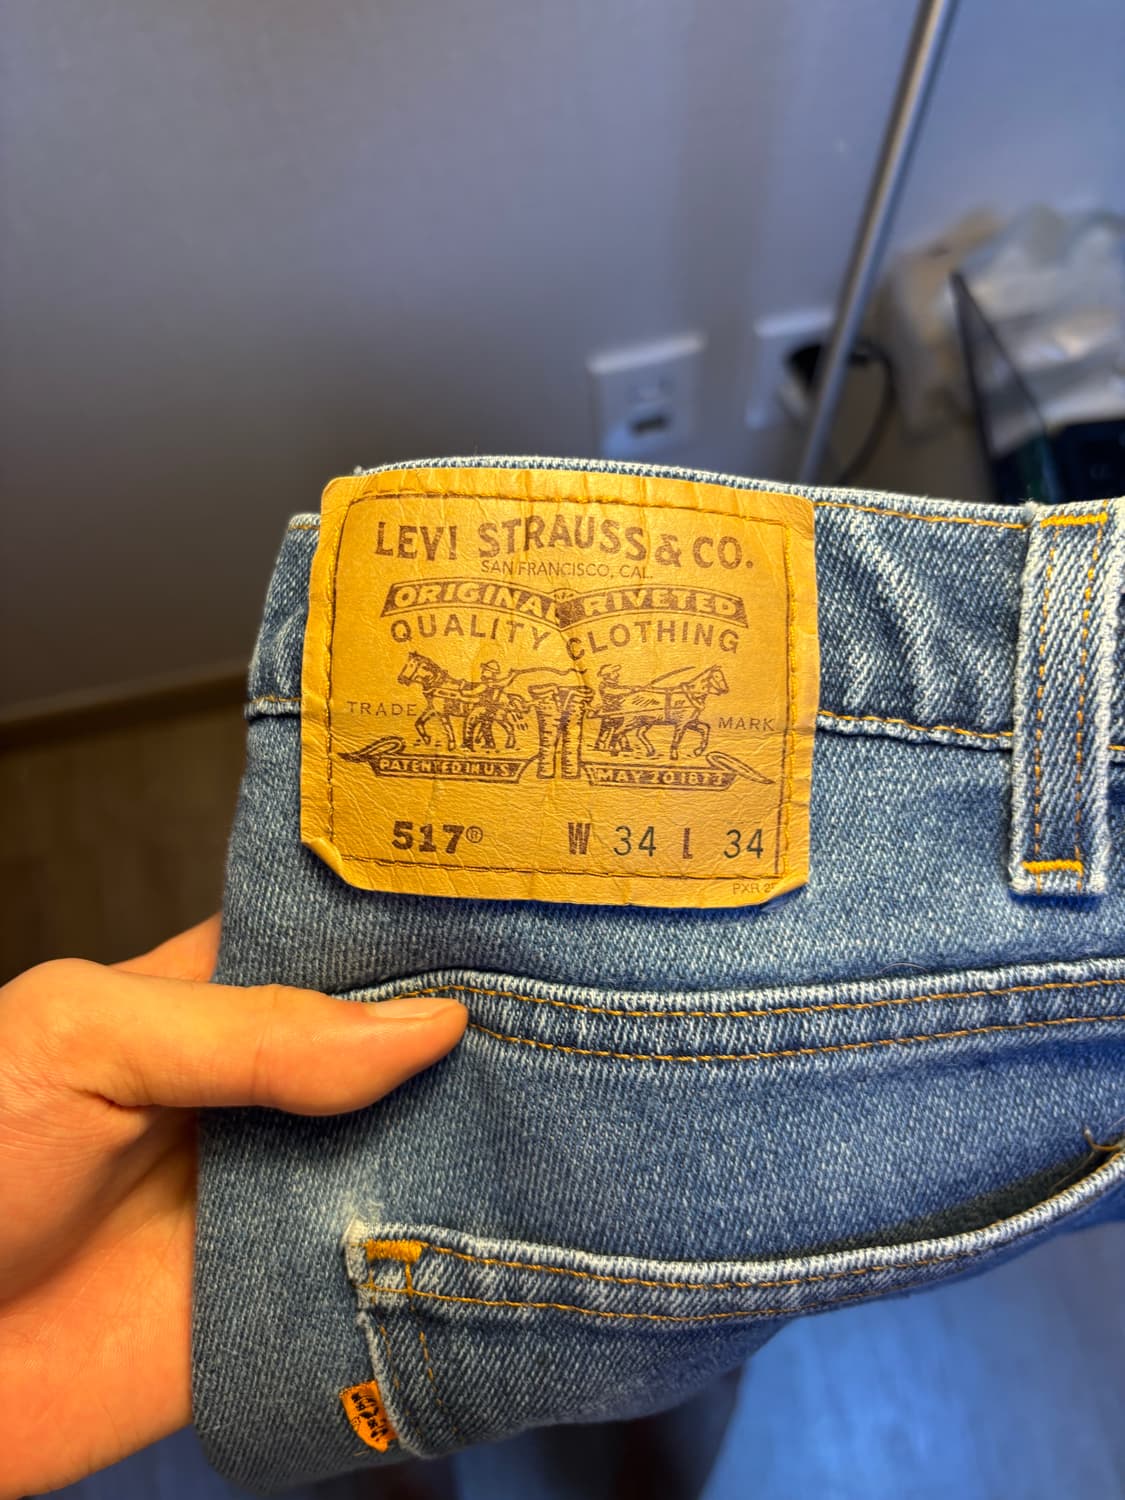 LEVI STRAUSS & CO.
SAN FRANCISCO, CAL.
ORIGINAL RIVETED
QUALITY CLOTHING
TRADE MARK
PATENTED IN U.S. MAY 20 1873
517® W 34 L 34
PXR